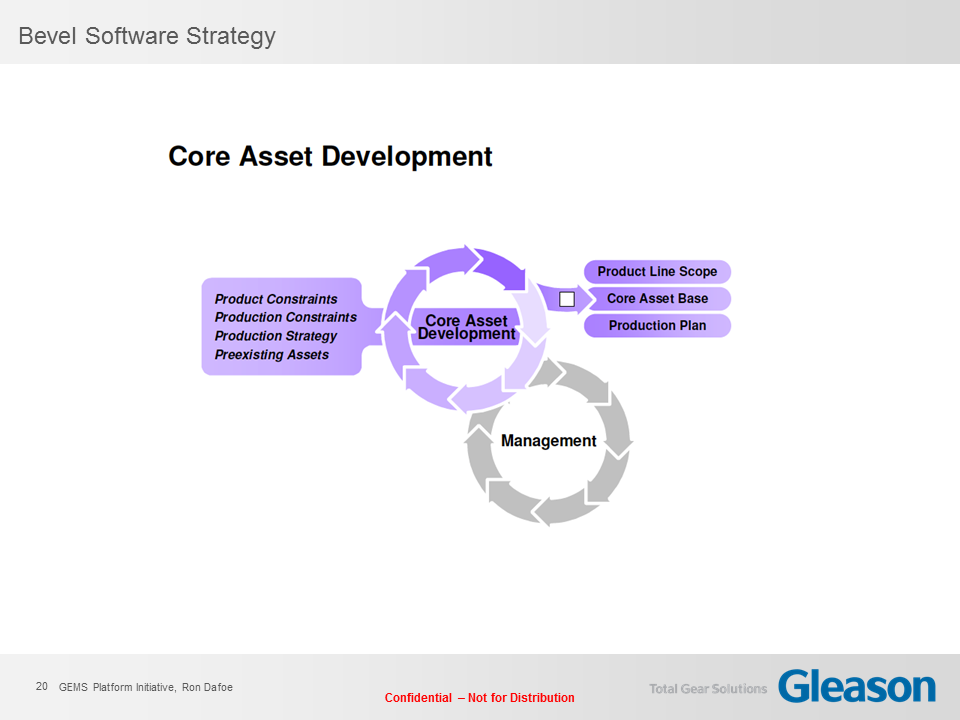 Bevel Software Strategy
Core Asset Development
Product Constraints
Production Constraints
Production Strategy
Preexisting Assets
Core Asset
Development
Product Line Scope
Core Asset Base
Production Plan
Management
20 GEMS Platform Initiative, Ron Dafoe
Confidential – Not for Distribution
Total Gear Solutions
Gleason